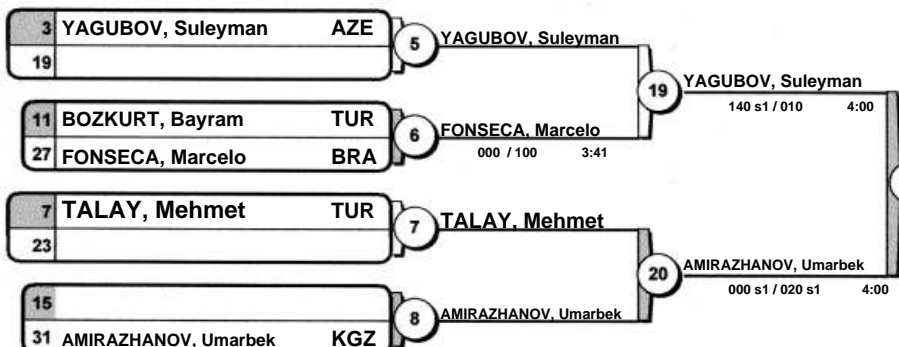 3 YAGUBOV, Suleyman AZE
19
5
YAGUBOV, Suleyman
11 BOZKURT, Bayram TUR
27 FONSECA, Marcelo BRA
6
FONSECA, Marcelo
000 / 100 3:41
19
YAGUBOV, Suleyman
140 s1 / 010 4:00
7 TALAY, Mehmet TUR
23
7
TALAY, Mehmet
15
31 AMIRAZHANOV, Umarbek KGZ
8
AMIRAZHANOV, Umarbek
20
AMIRAZHANOV, Umarbek
000 s1 / 020 s1 4:00